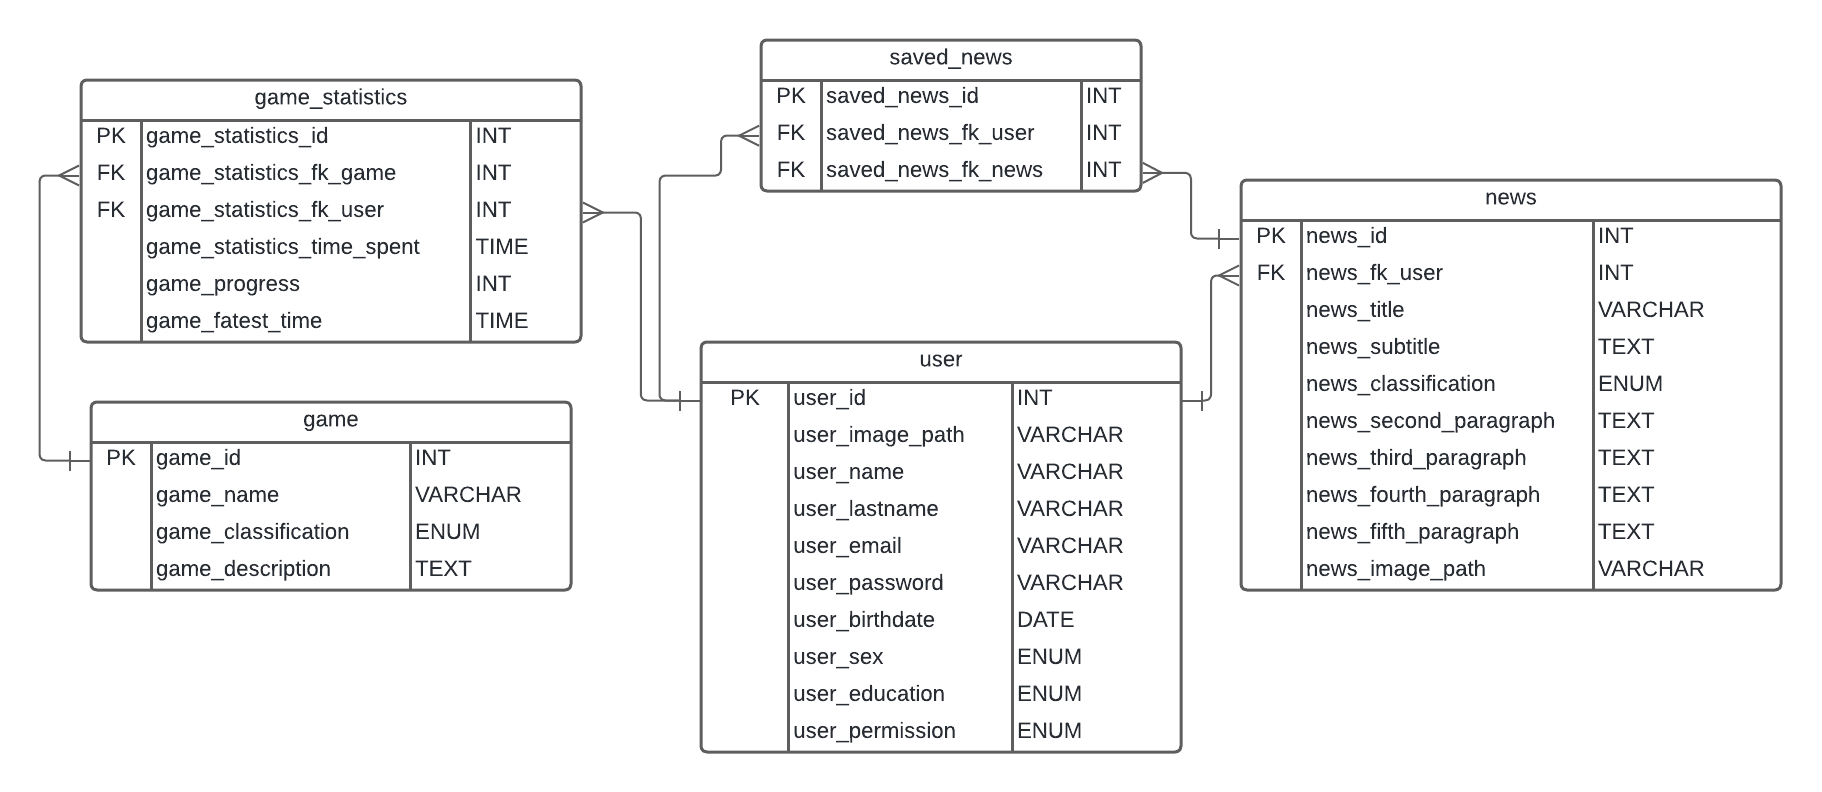 game_statistics
PK game_statistics_id INT
FK game_statistics_fk_game INT
FK game_statistics_fk_user INT
game_statistics_time_spent TIME
game_progress INT
game_fatest_time TIME
game
PK game_id INT
game_name VARCHAR
game_classification ENUM
game_description TEXT
saved_news
PK saved_news_id INT
FK saved_news_fk_user INT
FK saved_news_fk_news INT
user
PK user_id INT
user_image_path VARCHAR
user_name VARCHAR
user_lastname VARCHAR
user_email VARCHAR
user_password VARCHAR
user_birthdate DATE
user_sex ENUM
user_education ENUM
user_permission ENUM
news
PK news_id INT
FK news_fk_user INT
news_title VARCHAR
news_subtitle TEXT
news_classification ENUM
news_second_paragraph TEXT
news_third_paragraph TEXT
news_fourth_paragraph TEXT
news_fifth_paragraph TEXT
news_image_path VARCHAR